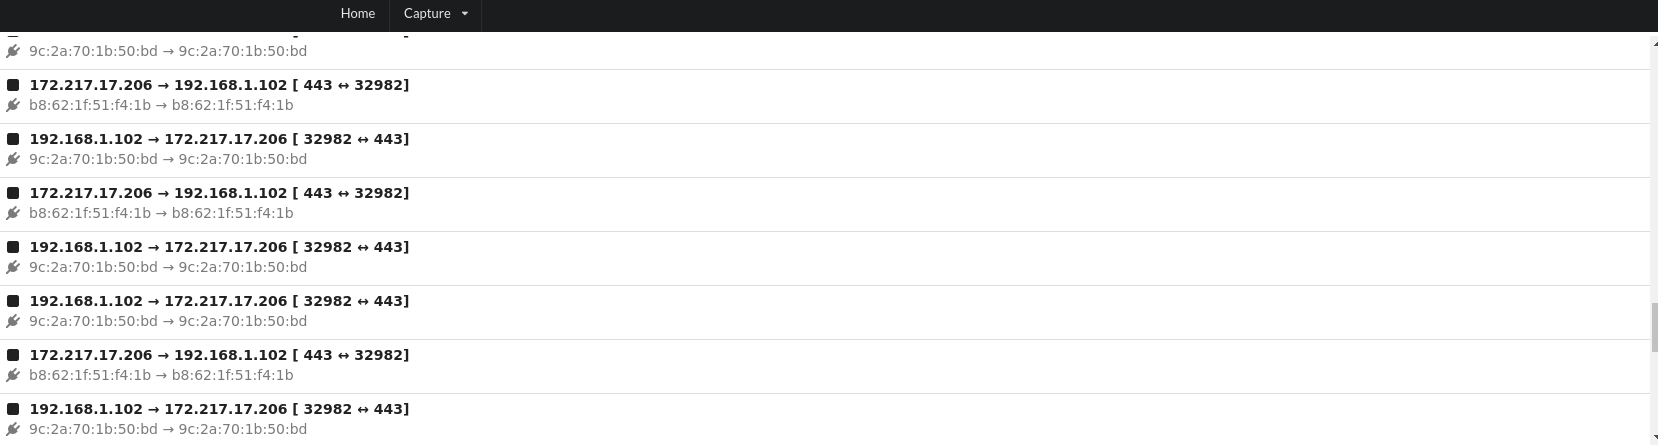 Home Capture
9c:2a:70:1b:50:bd → 9c:2a:70:1b:50:bd
172.217.17.206 → 192.168.1.102 [ 443 ↔ 32982]
b8:62:1f:51:f4:1b → b8:62:1f:51:f4:1b
192.168.1.102 → 172.217.17.206 [ 32982 ↔ 443]
9c:2a:70:1b:50:bd → 9c:2a:70:1b:50:bd
172.217.17.206 → 192.168.1.102 [ 443 ↔ 32982]
b8:62:1f:51:f4:1b → b8:62:1f:51:f4:1b
192.168.1.102 → 172.217.17.206 [ 32982 ↔ 443]
9c:2a:70:1b:50:bd → 9c:2a:70:1b:50:bd
192.168.1.102 → 172.217.17.206 [ 32982 ↔ 443]
9c:2a:70:1b:50:bd → 9c:2a:70:1b:50:bd
172.217.17.206 → 192.168.1.102 [ 443 ↔ 32982]
b8:62:1f:51:f4:1b → b8:62:1f:51:f4:1b
192.168.1.102 → 172.217.17.206 [ 32982 ↔ 443]
9c:2a:70:1b:50:bd → 9c:2a:70:1b:50:bd